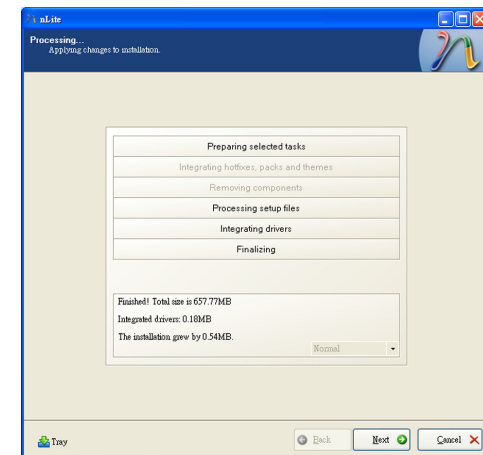 nLite
Processing...
Applying changes to installation.
Preparing selected tasks
Integrating hotfixes, packs and themes
Removing components
Processing setup files
Integrating drivers
Finalizing
Finished! Total size is 657.77MB
Integrated drivers: 0.18MB
The installation grew by 0.54MB.
Normal
Tray
Back
Next
Cancel